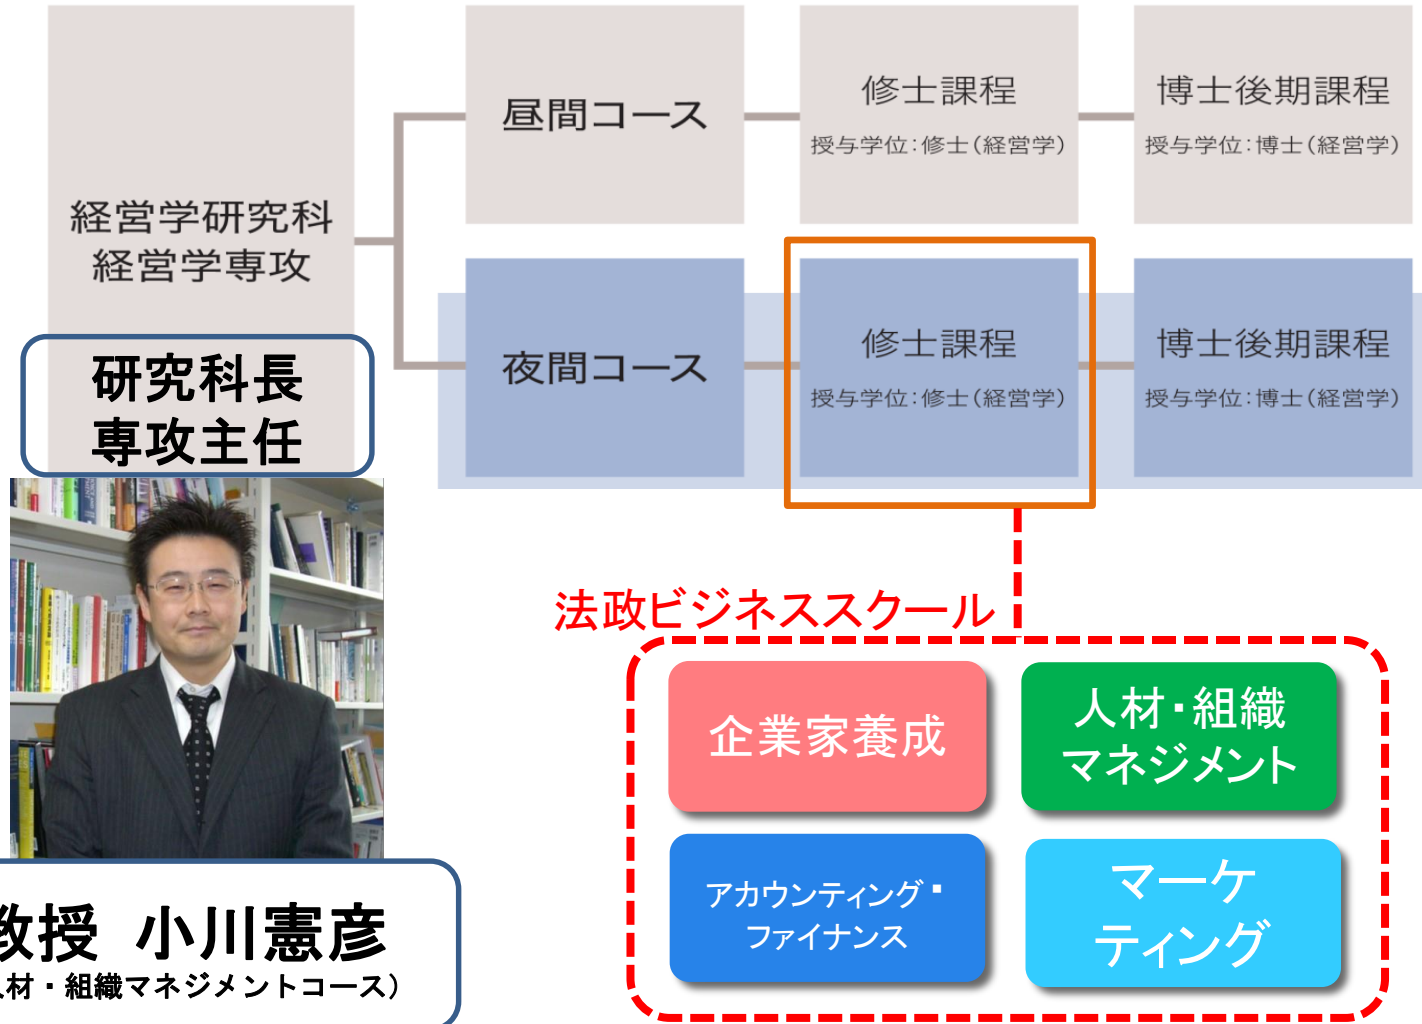 経営学研究科
経営学専攻
昼間コース
修士課程
授与学位:修士(経営学)
博士後期課程
授与学位:博士(経営学)
夜間コース
修士課程
授与学位:修士(経営学)
博士後期課程
授与学位:博士(経営学)
研究科長
専攻主任
教授 小川憲彦
人材・組織マネジメントコース)
法政ビジネススクール
企業家養成
人材・組織
マネジメント
アカウンティング・
ファイナンス
マーケ
ティング